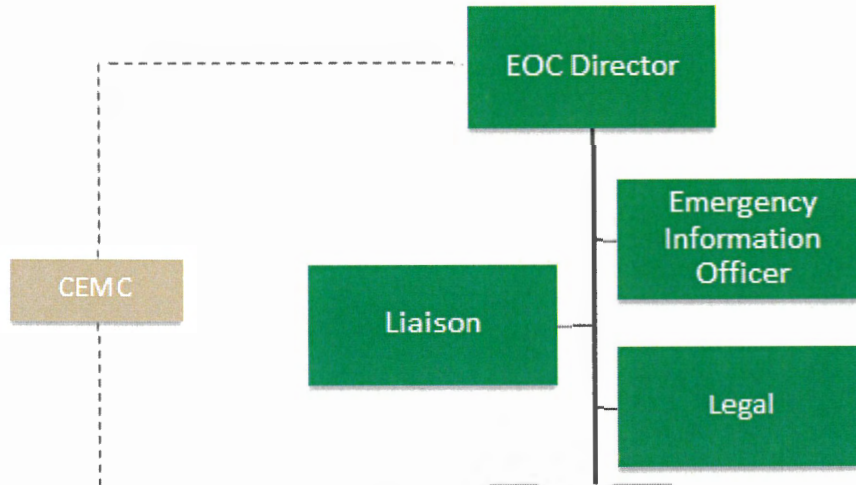 EOC Director
Emergency
Information
Officer
CEMC
Liaison
Legal